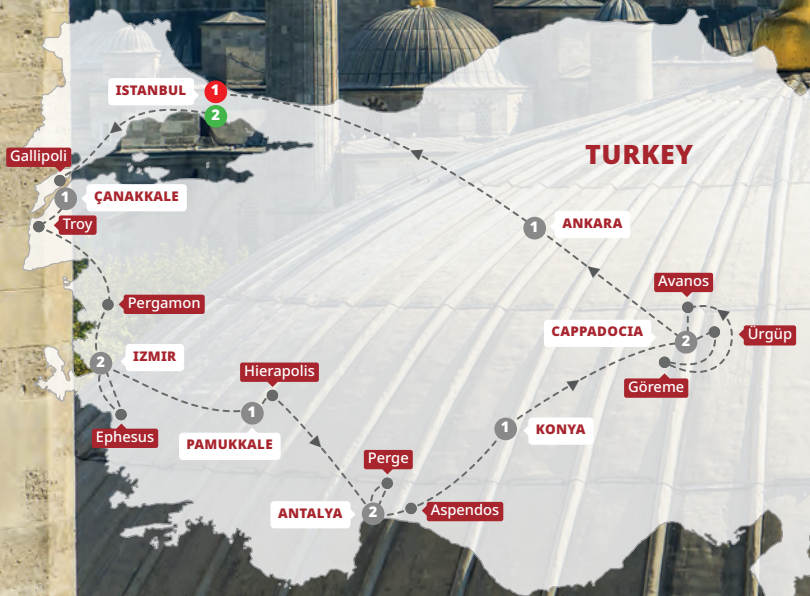 ISTANBUL
1
2
TURKEY
Gallipoli
1
ÇANAKKALE
Troy
1
ANKARA
Avanos
Pergamon
CAPPADOCIA
2
Ürgüp
2
IZMIR
Hierapolis
Göreme
1
Ephesus
PAMUKKALE
1
KONYA
Perge
ANTALYA
2
Aspendos